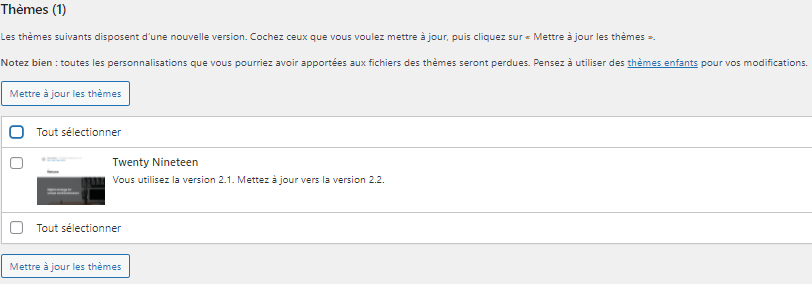 Thèmes (1)
Les thèmes suivants disposent d’une nouvelle version. Cochez ceux que vous voulez mettre à jour, puis cliquez sur « Mettre à jour les thèmes ».
Notez bien : toutes les personnalisations que vous pourriez avoir apportées aux fichiers des thèmes seront perdues. Pensez à utiliser des thèmes enfants pour vos modifications.
Mettre à jour les thèmes
Tout sélectionner
Twenty Nineteen
Vous utilisez la version 2.1. Mettez à jour vers la version 2.2.
Tout sélectionner
Mettre à jour les thèmes